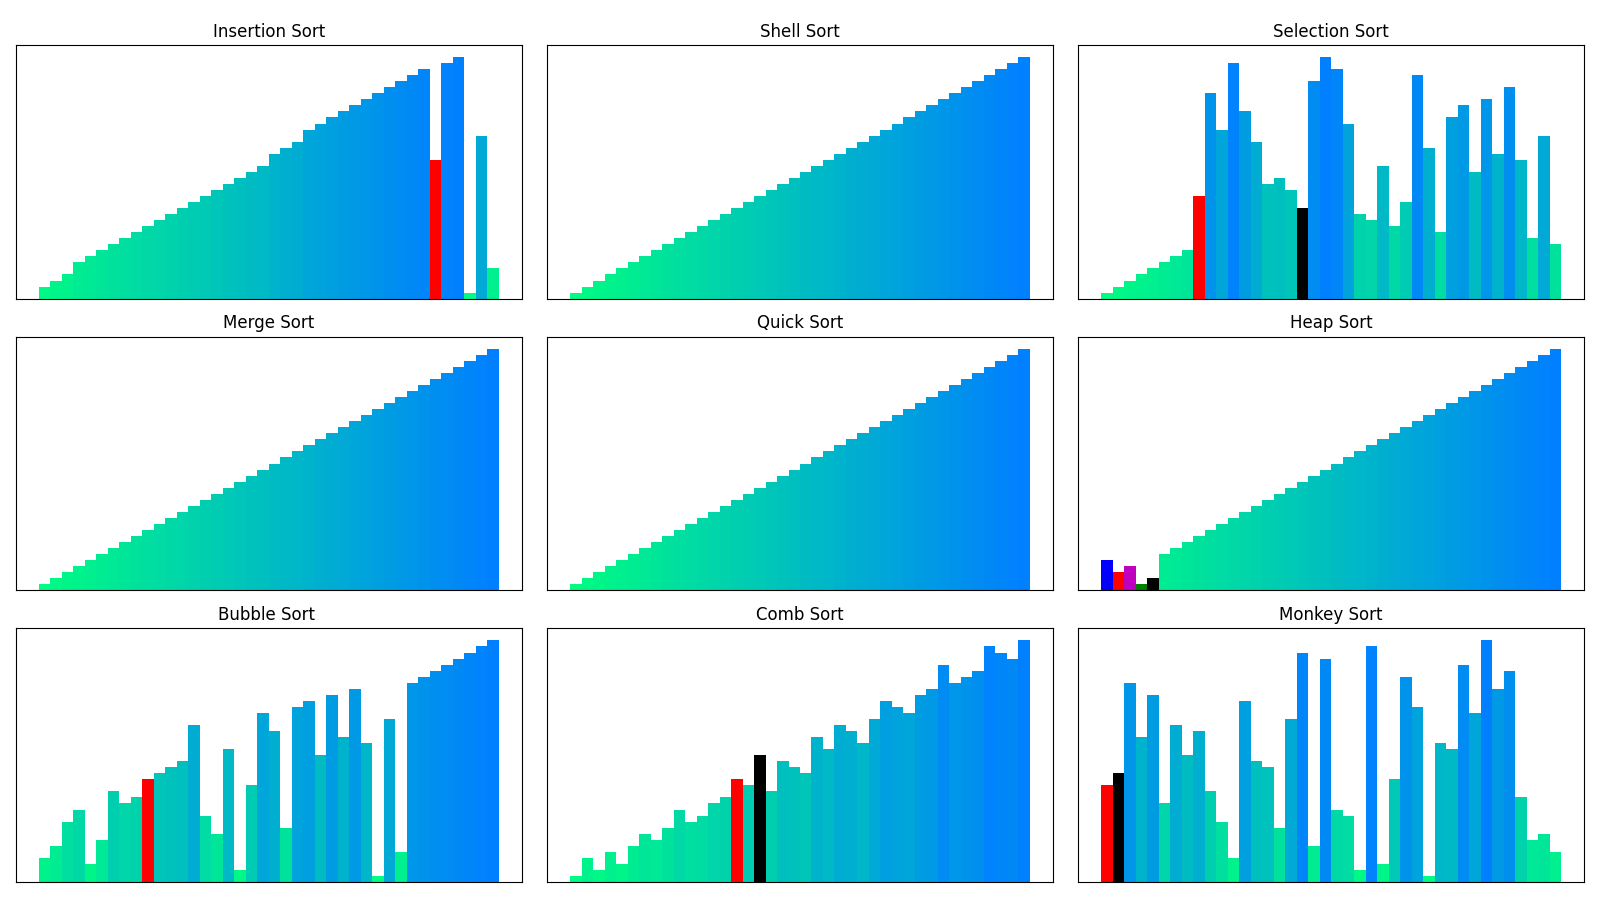 Insertion Sort
Shell Sort
Selection Sort
Merge Sort
Quick Sort
Heap Sort
Bubble Sort
Comb Sort
Monkey Sort